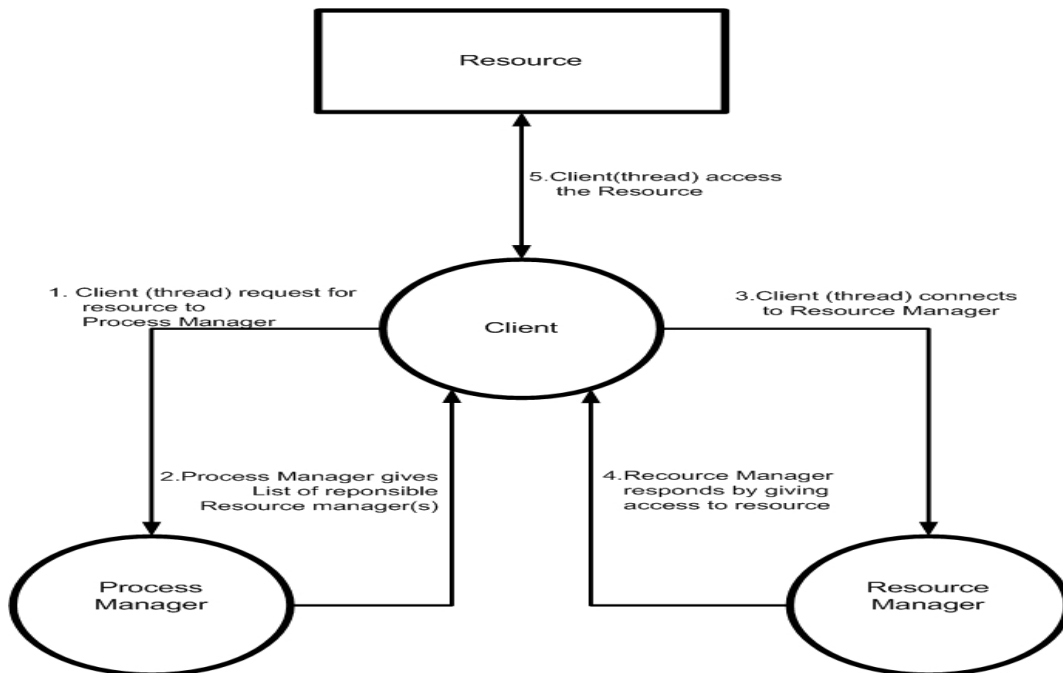 Resource
5.Client(thread) access
the Resource
1. Client (thread) request for
resource to
Process Manager
Client
3.Client (thread) connects
to Resource Manager
2.Process Manager gives
List of reponsible
Resource manager(s)
4.Recource Manager
responds by giving
access to resource
Process
Manager
Resource
Manager